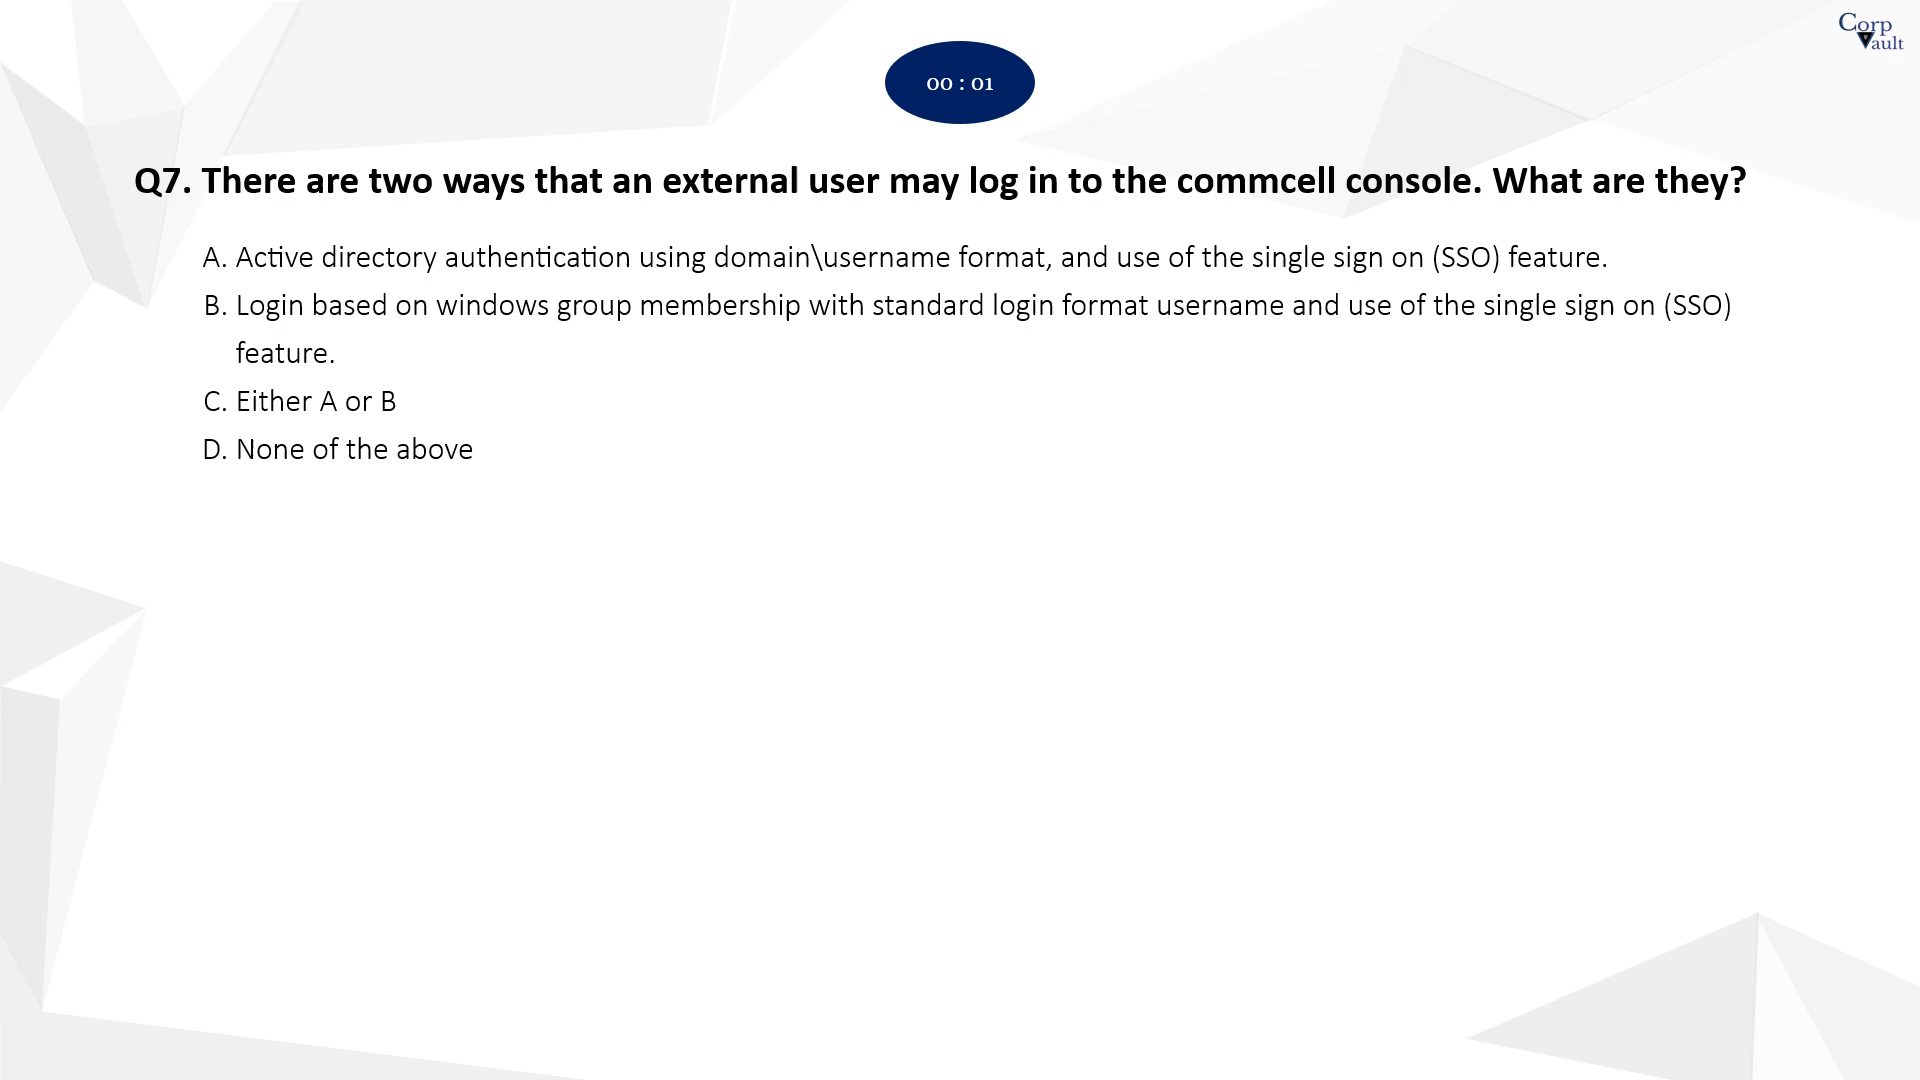 Corp
Vault
00 : 01
Q7. There are two ways that an external user may log in to the commcell console. What are they?
A. Active directory authentication using domain\username format, and use of the single sign on (SSO) feature.
B. Login based on windows group membership with standard login format username and use of the single sign on (SSO)
feature.
C. Either A or B
D. None of the above